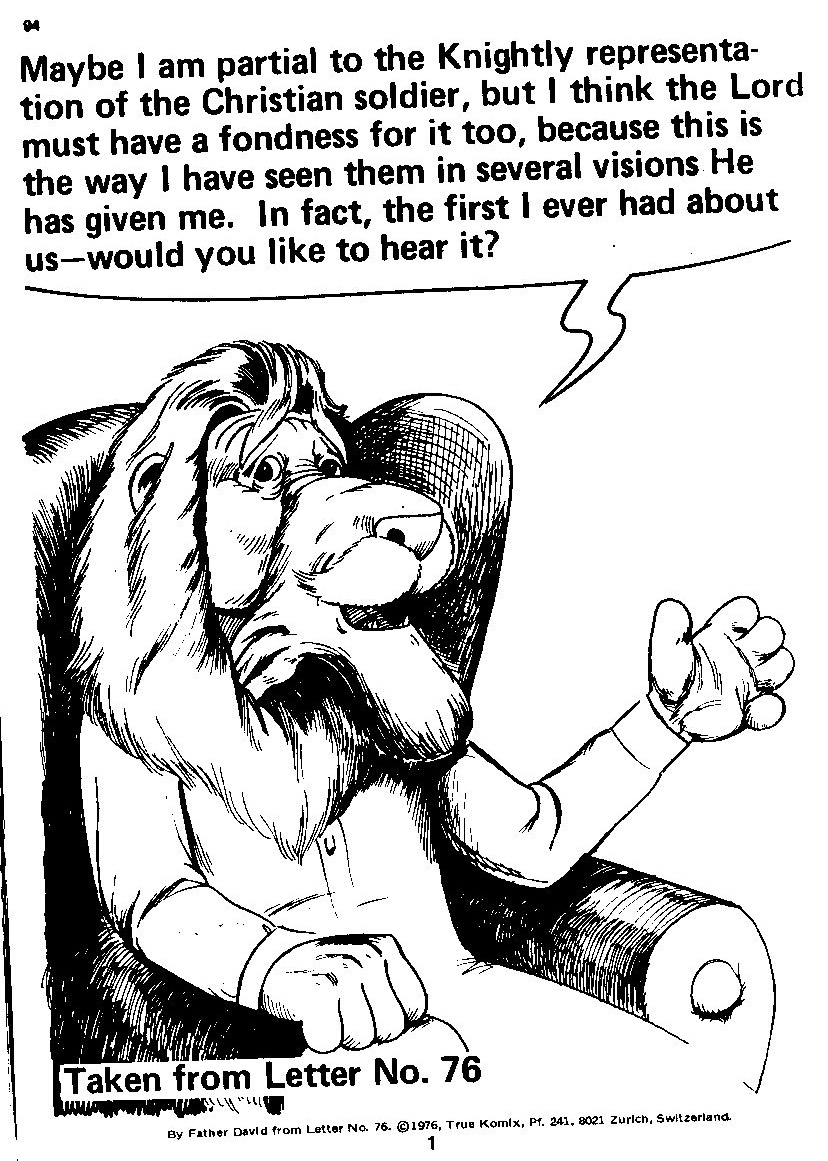 94
Maybe I am partial to the Knightly representa-
tion of the Christian soldier, but I think the Lord
must have a fondness for it too, because this is
the way I have seen them in several visions He
has given me. In fact, the first I ever had about
us—would you like to hear it?
Taken from Letter No. 76
By Father David from Letter No. 76. ©1976, True Komix, Pf. 241, 8021 Zurich, Switzerland.
1